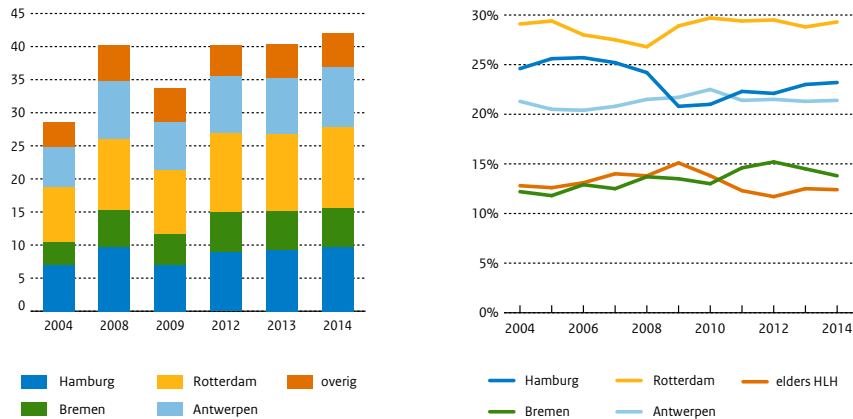 45
40
35
30
25
20
15
10
5
0
2004 2008 2009 2012 2013 2014
Hamburg Rotterdam overig
Bremen Antwerpen
30%
25%
20%
15%
10%
5%
0%
2004 2006 2008 2010 2012 2014
Hamburg Rotterdam elders HLH
Bremen Antwerpen